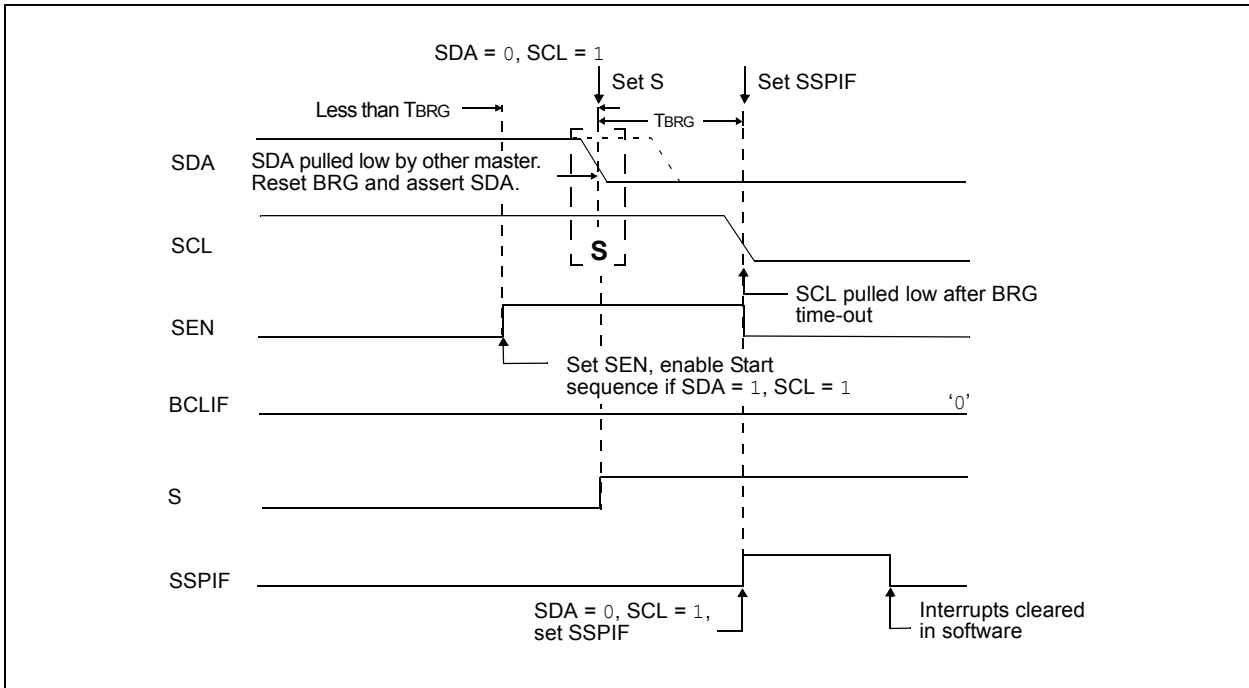 SDA = 0, SCL = 1
Set S
Set SSPIF
Less than TBRG
TBRG
SDA
SDA pulled low by other master.
Reset BRG and assert SDA.
SCL
S
SCL pulled low after BRG
time-out
SEN
Set SEN, enable Start
sequence if SDA = 1, SCL = 1
BCLIF
‘0’
S
SSPIF
SDA = 0, SCL = 1,
set SSPIF
Interrupts cleared
in software